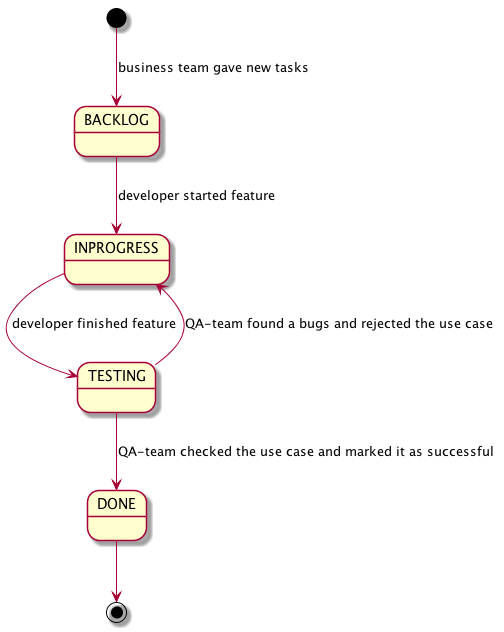 business team gave new tasks
BACKLOG
developer started feature
INPROGRESS
developer finished feature
QA-team found a bugs and rejected the use case
TESTING
QA-team checked the use case and marked it as successful
DONE